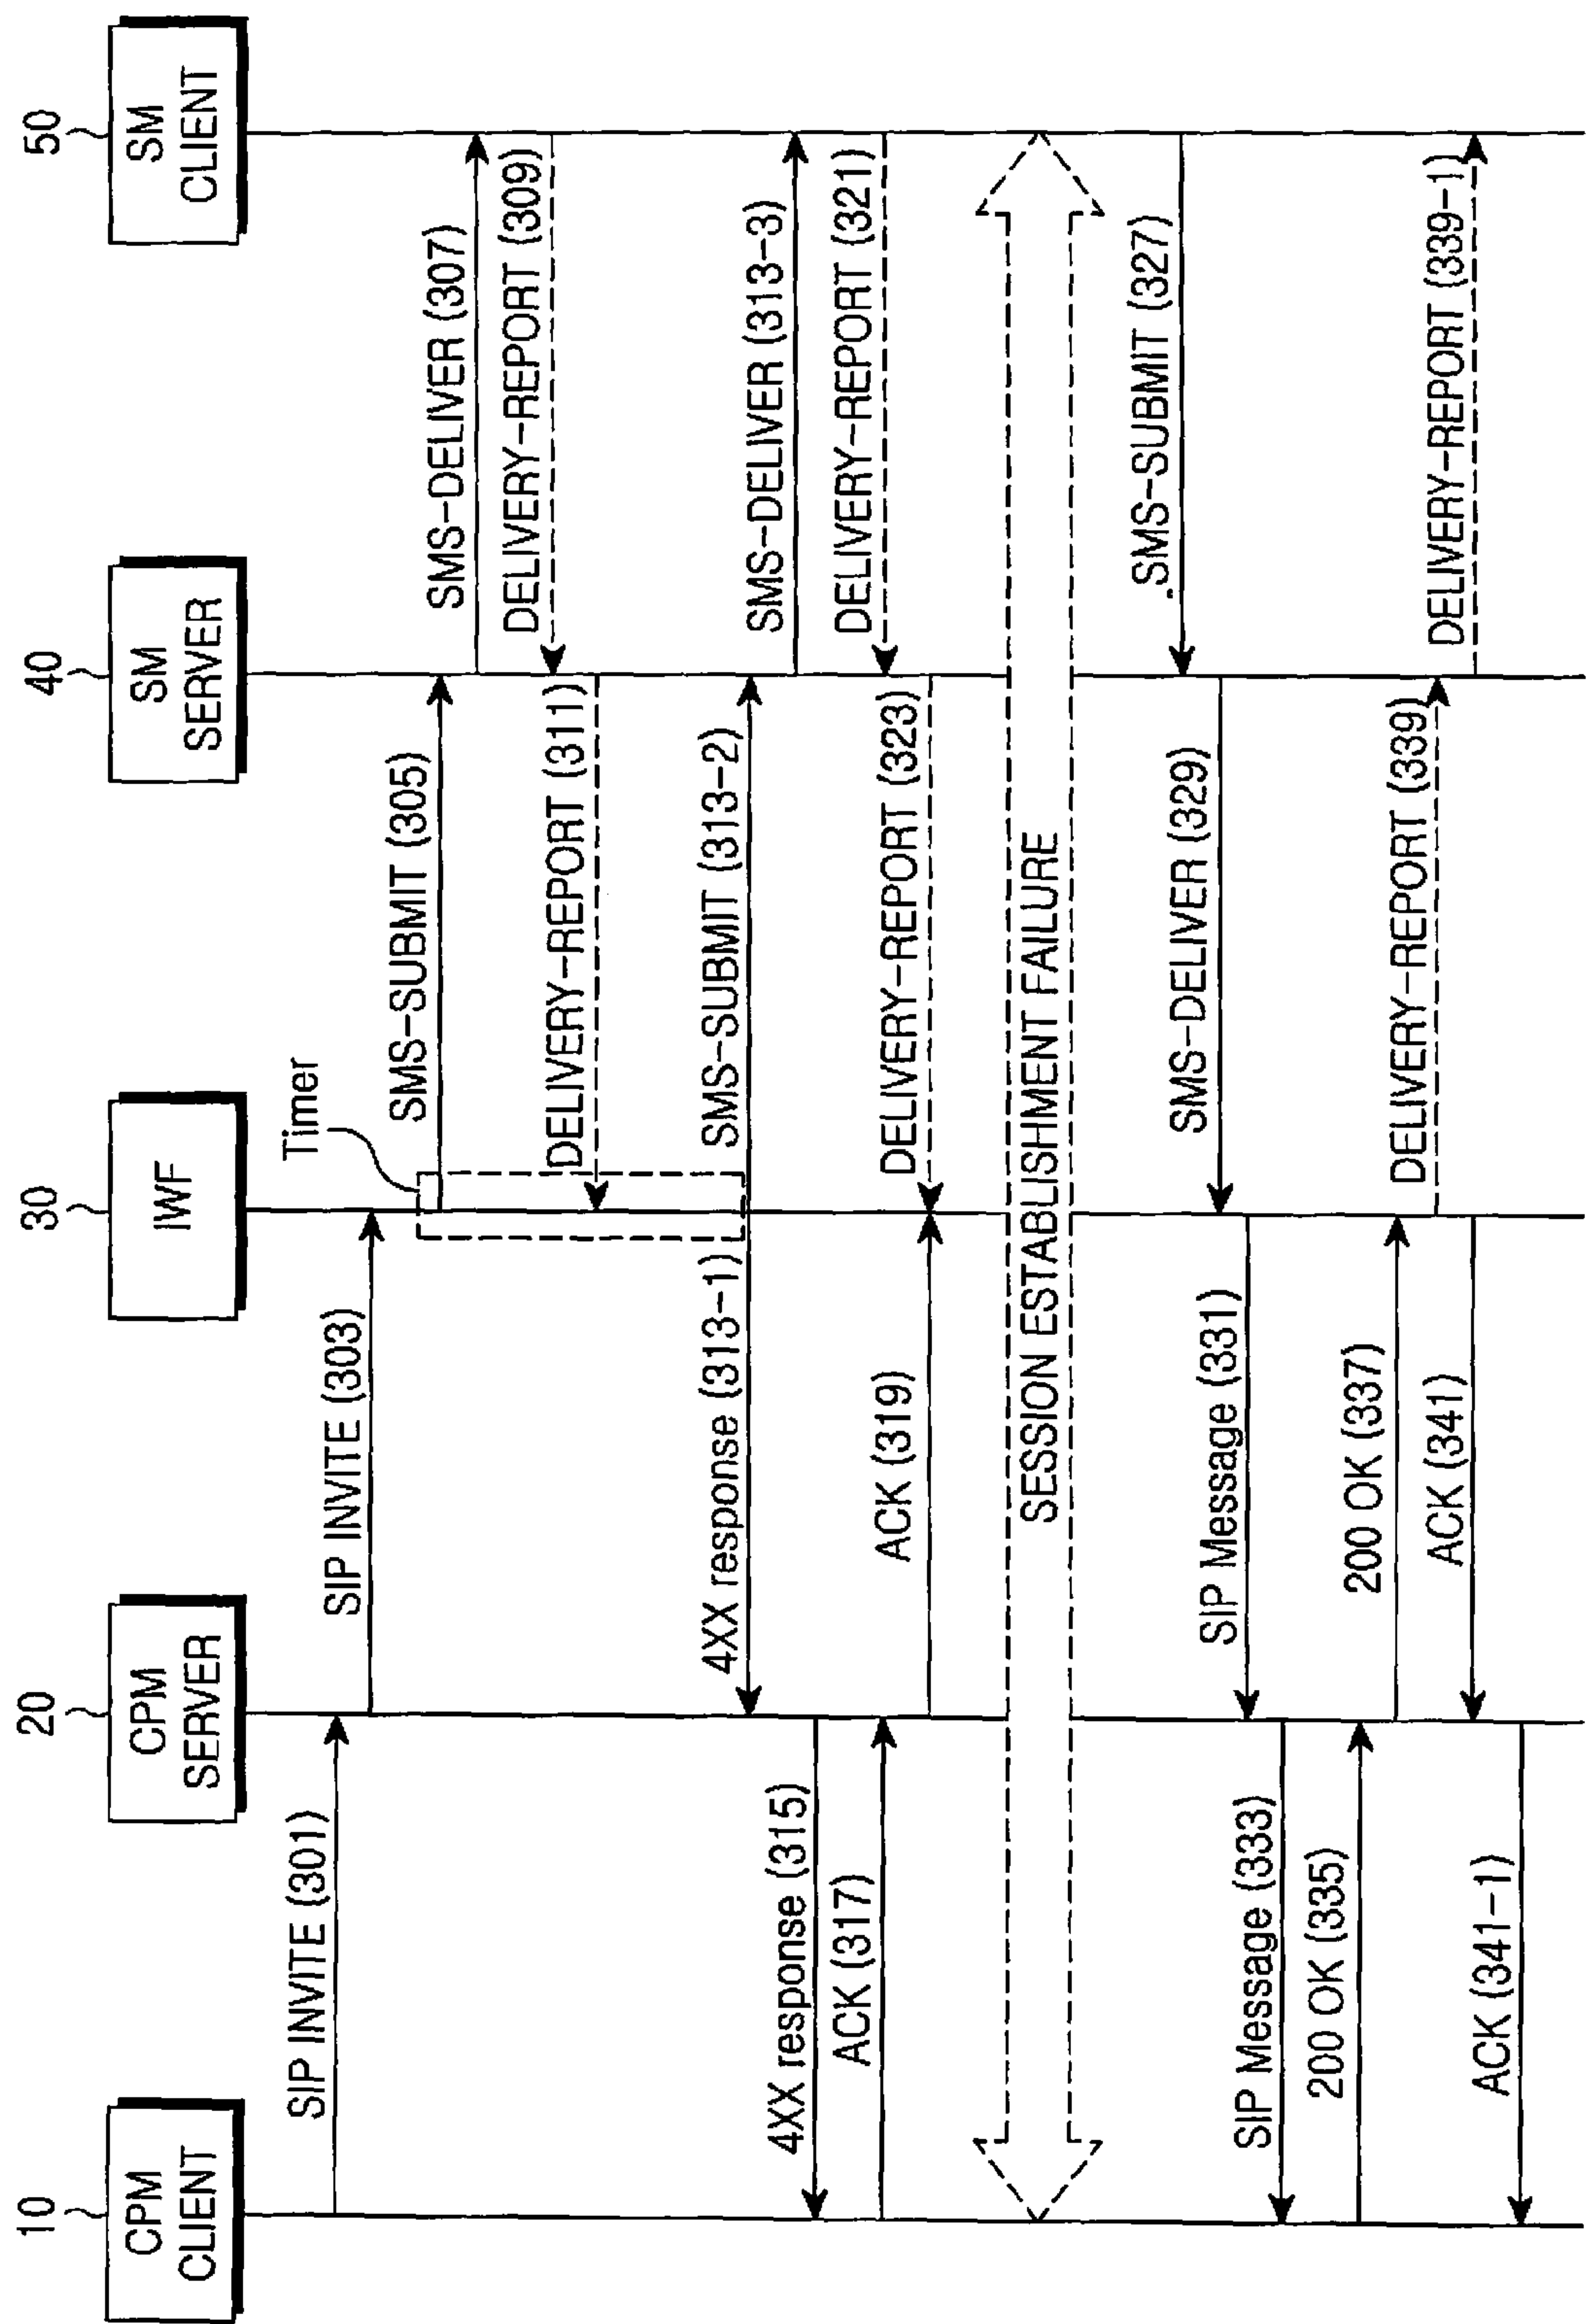 10
CPM
CLIENT
20
CPM
SERVER
30
IWF
40
SM
SERVER
50
SM
CLIENT
SIP INVITE (301)
SIP INVITE (303)
Timer
SMS-SUBMIT (305)
SMS-DELIVER (307)
DELIVERY-REPORT (309)
DELIVERY-REPORT (311)
4XX response (313-1)
SMS-SUBMIT (313-2)
SMS-DELIVER (313-3)
4XX response (315)
ACK (317)
ACK (319)
DELIVERY-REPORT (321)
DELIVERY-REPORT (323)
SESSION ESTABLISHMENT FAILURE
SMS-SUBMIT (327)
SMS-DELIVER (329)
SIP Message (331)
SIP Message (333)
200 OK (335)
200 OK (337)
DELIVERY-REPORT (339)
DELIVERY-REPORT (339-1)
ACK (341)
ACK (341-1)